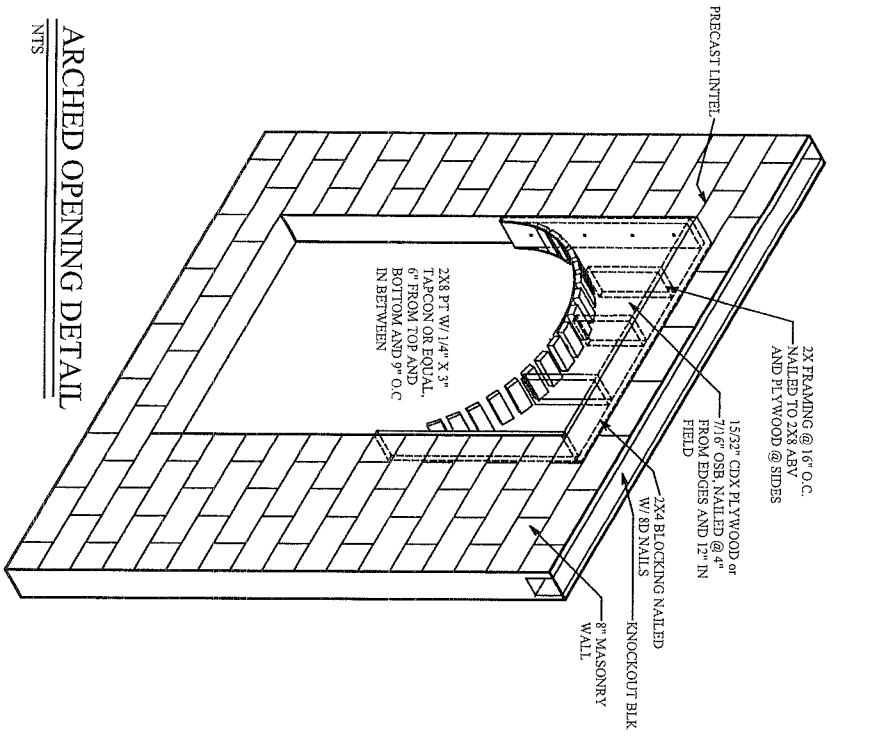 PRECAST LINTEL
2X FRAMING @ 16" O.C.
NAILED TO 2X8 ABV
AND PLYWOOD @ SIDES
15/32" CDX PLYWOOD or
7/16" OSB, NAILED @ 4"
FROM EDGES AND 12" IN
FIELD
2X4 BLOCKING NAILED
W/ 8D NAILS
KNOCKOUT BLK
8" MASONRY
WALL
2X8 PT W/ 1/4" X 3"
TAPCON OR EQUAL,
6" FROM TOP AND
BOTTOM AND 9" O.C
IN BETWEEN
ARCHED OPENING DETAIL
NTS